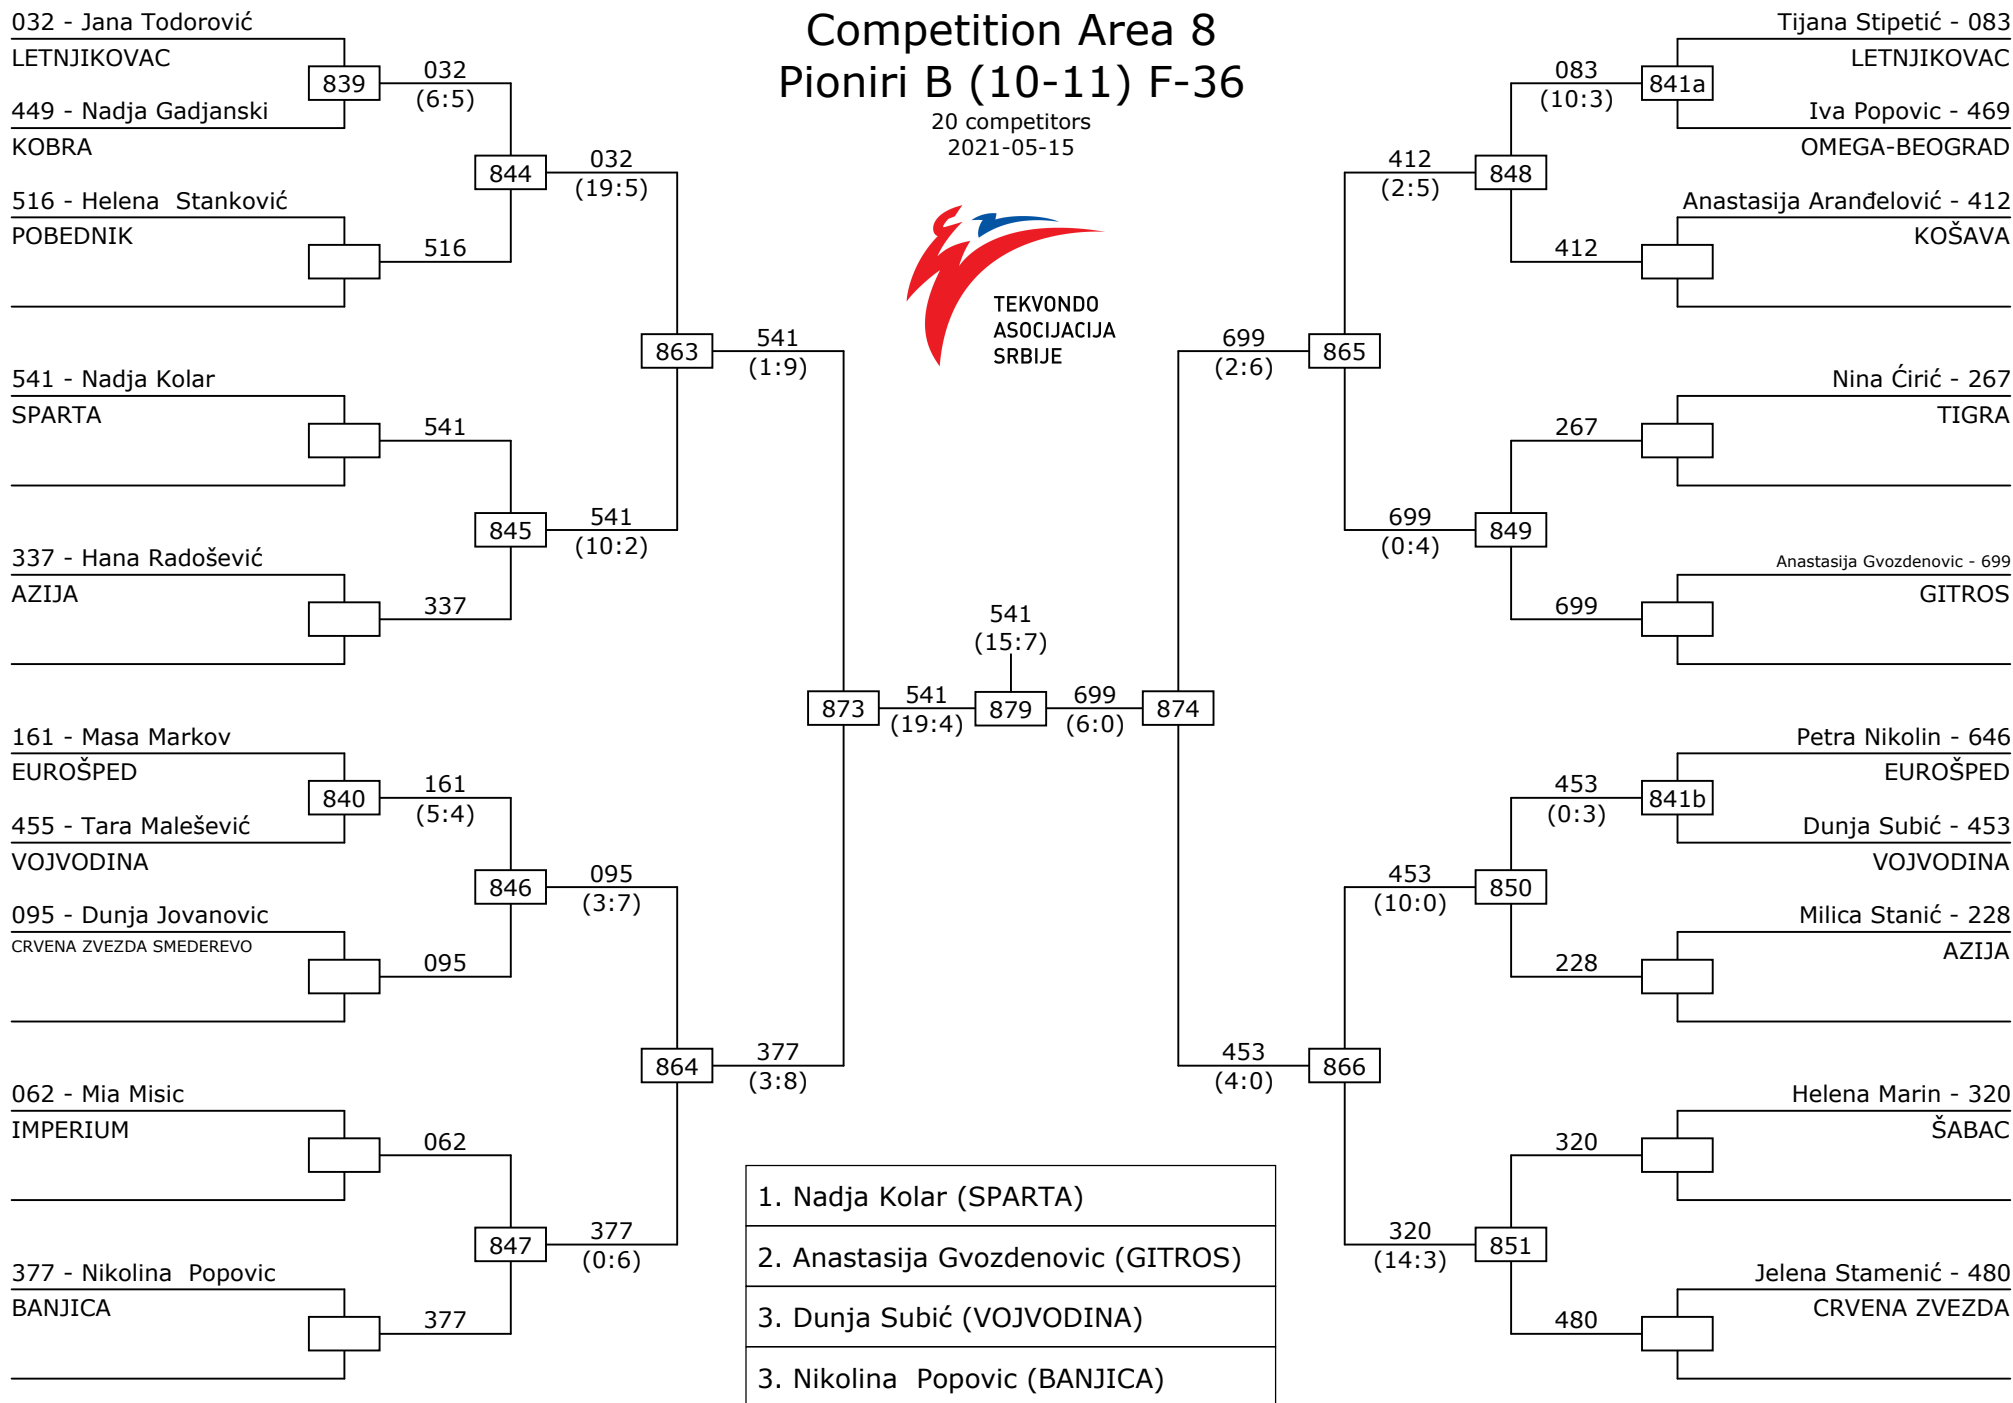 Competition Area 8
Pioniri B (10-11) F-36
20 competitors
2021-05-15
TEKVONDO
ASOCIJACIJA
SRBIJE
032 - Jana Todorović
LETNJIKOVAC
839
032
(6:5)
449 - Nadja Gadjanski
KOBRA
844
032
(19:5)
516 - Helena  Stanković
POBEDNIK
516
863
541
(1:9)
541 - Nadja Kolar
SPARTA
541
845
541
(10:2)
337 - Hana Radošević
AZIJA
337
873
541
(19:4)
879
541
(15:7)
161 - Masa Markov
EUROŠPED
840
161
(5:4)
455 - Tara Malešević
VOJVODINA
846
095
(3:7)
095 - Dunja Jovanovic
CRVENA ZVEZDA SMEDEREVO
095
864
377
(3:8)
062 - Mia Misic
IMPERIUM
062
847
377
(0:6)
377 - Nikolina  Popovic
BANJICA
377
Tijana Stipetić - 083
LETNJIKOVAC
083
(10:3)
841a
Iva Popovic - 469
OMEGA-BEOGRAD
412
(2:5)
848
Anastasija Aranđelović - 412
KOŠAVA
412
699
(2:6)
865
Nina Ćirić - 267
TIGRA
267
699
(0:4)
849
Anastasija Gvozdenovic - 699
GITROS
699
699
(6:0)
874
Petra Nikolin - 646
EUROŠPED
453
(0:3)
841b
Dunja Subić - 453
VOJVODINA
453
(10:0)
850
Milica Stanić - 228
AZIJA
228
453
(4:0)
866
Helena Marin - 320
ŠABAC
320
320
(14:3)
851
Jelena Stamenić - 480
CRVENA ZVEZDA
480
1. Nadja Kolar (SPARTA)
2. Anastasija Gvozdenovic (GITROS)
3. Dunja Subić (VOJVODINA)
3. Nikolina  Popovic (BANJICA)